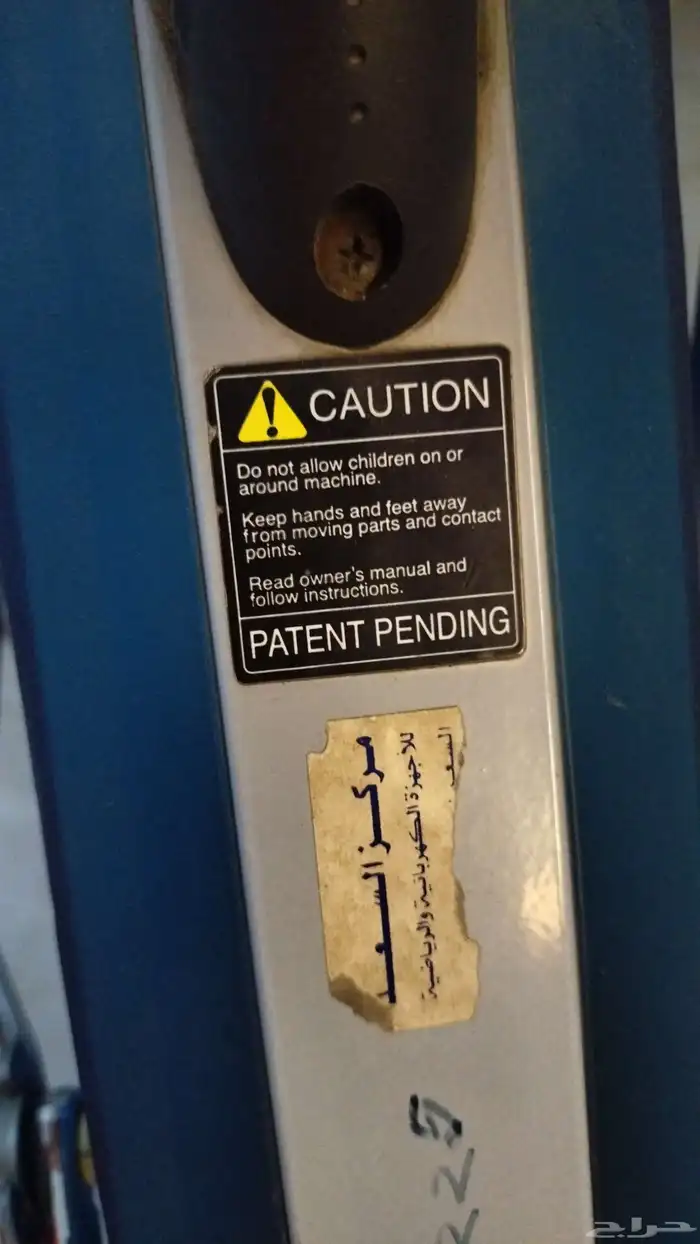 CAUTION
Do not allow children on or
around machine.
Keep hands and feet away
from moving parts and contact
points.
Read owner's manual and
follow instructions.
PATENT PENDING
مركز السعد
للأجهزة الكهربائية والرياضية
225
حراج